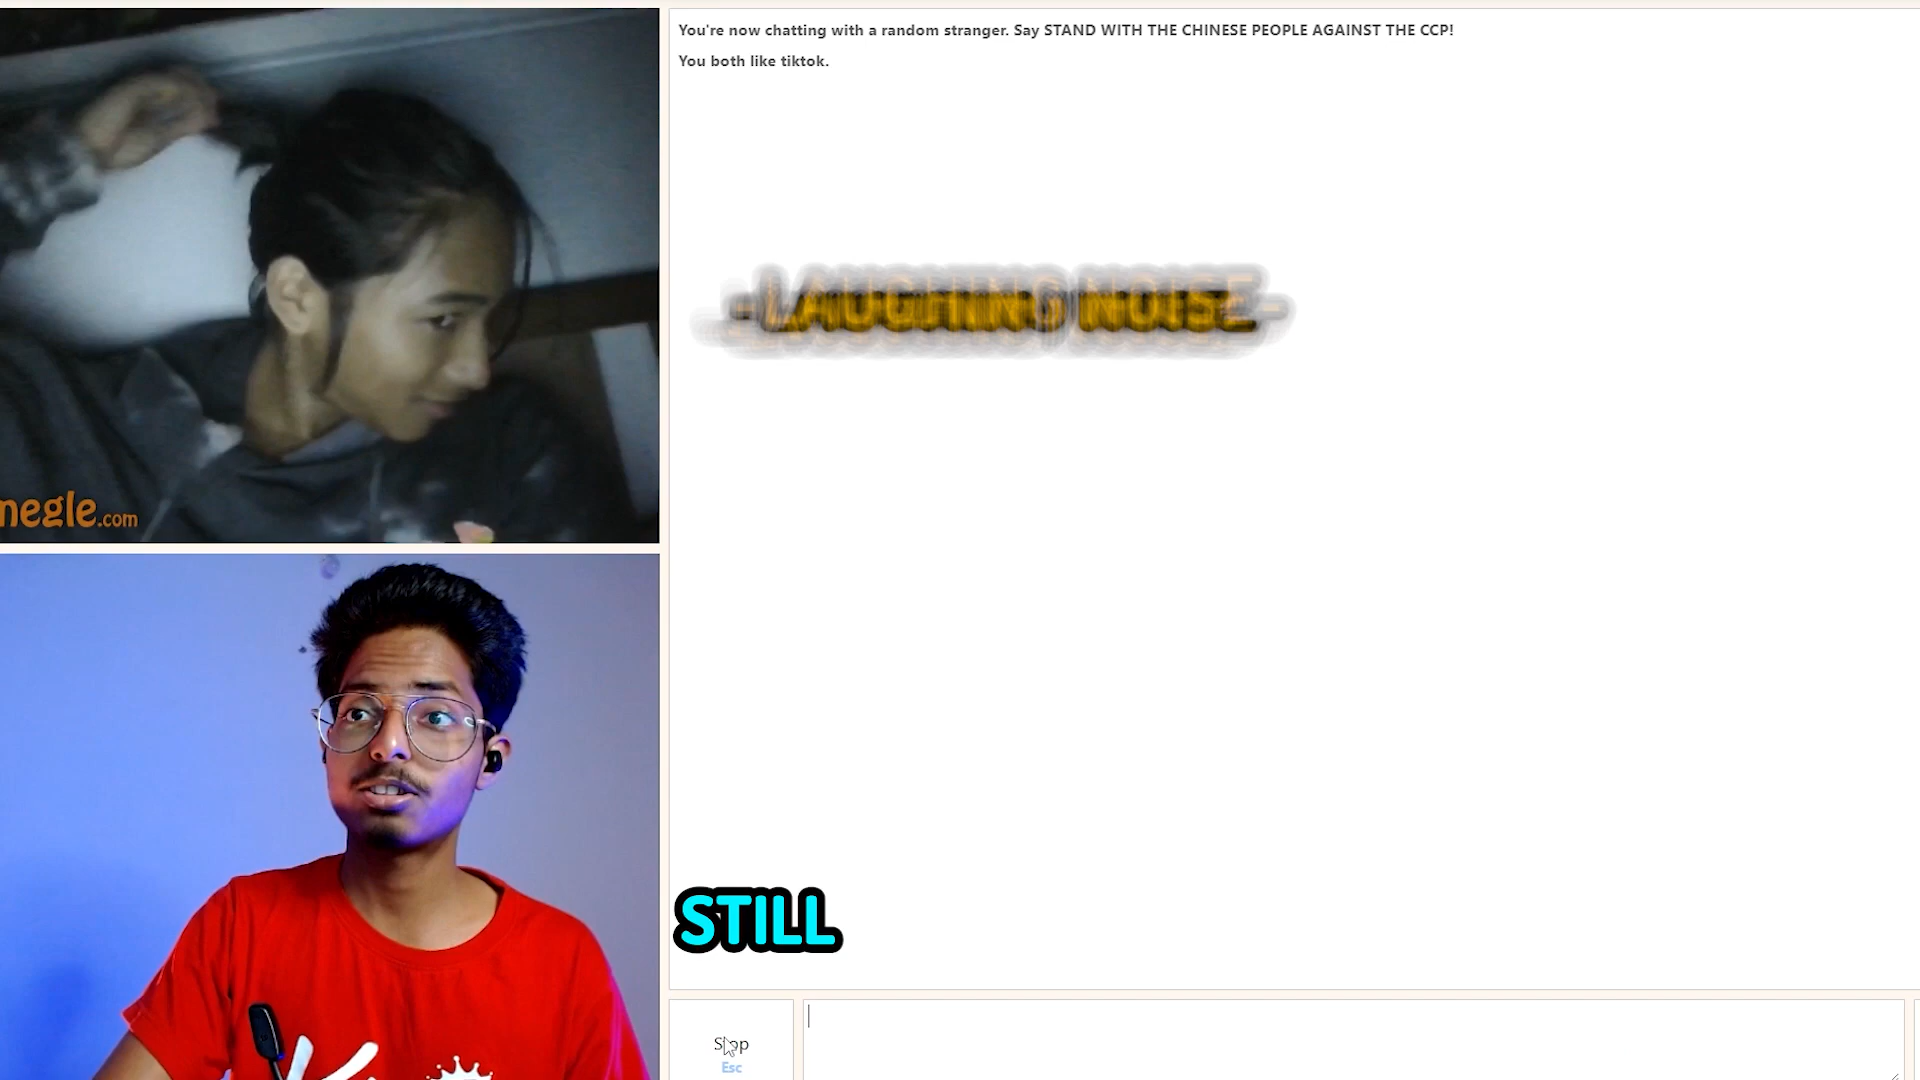 You're now chatting with a random stranger. Say STAND WITH THE CHINESE PEOPLE AGAINST THE CCP!
You both like tiktok.
-LAUGHING NOISE-
negle.com
STILL
Stop
Esc